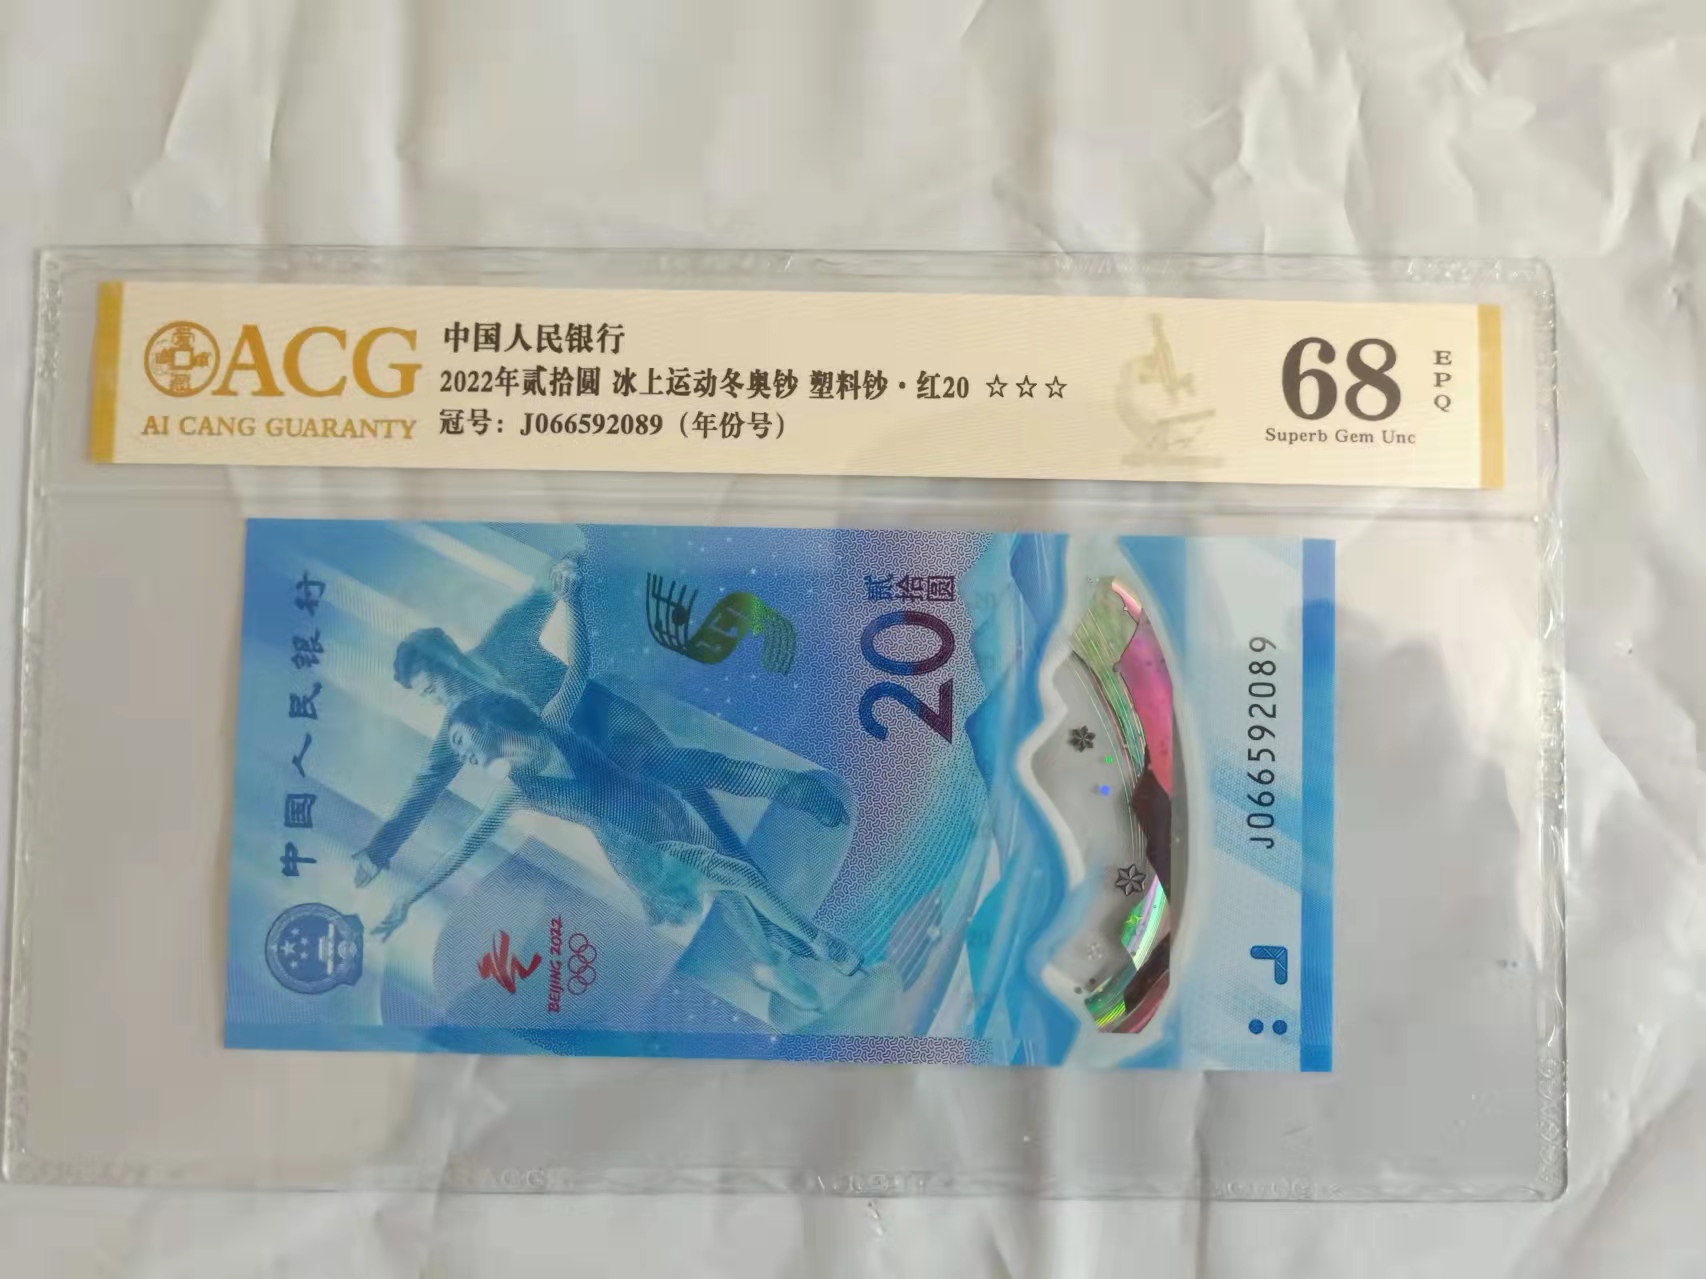 ACG
AI CANG GUARANTY
中国人民银行
2022年贰拾圆 冰上运动冬奥钞 塑料钞·红20 ☆☆☆
冠号：J066592089（年份号）
68
EPQ
Superb Gem Unc
中国人民银行
贰拾圆
20
BEIJING 2022
J066592089